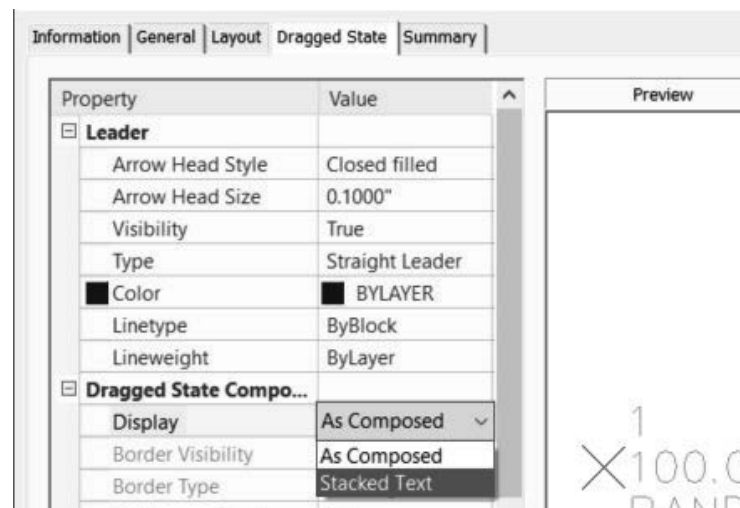 Information General Layout Dragged State Summary
Property Value
Preview
Leader
Arrow Head Style Closed filled
Arrow Head Size 0.1000"
Visibility True
Type Straight Leader
Color BYLAYER
Linetype ByBlock
Lineweight ByLayer
Dragged State Compo...
Display As Composed
Border Visibility As Composed
Border Type Stacked Text
1
100.0